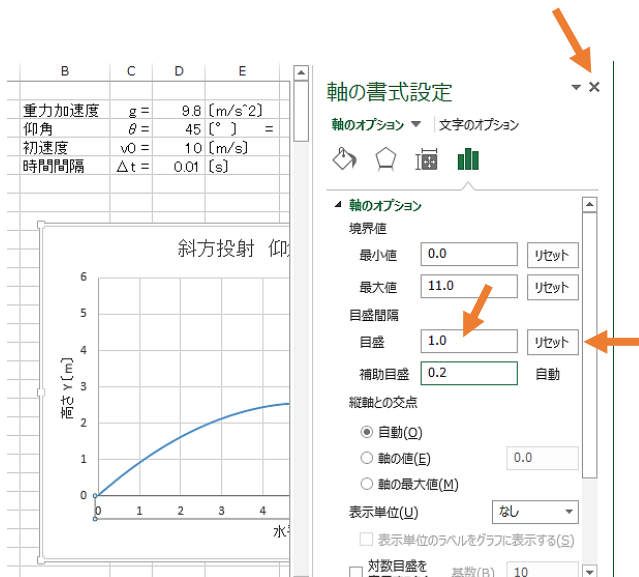 B C D E
重力加速度 g = 9.8 [m/s^2]
仰角 θ = 45 [° ] =
初速度 v0 = 10 [m/s]
時間間隔 Δt = 0.01 [s]
斜方投射 仰
高さ Y [m]
6
5
4
3
2
1
0
0 1 2 3 4
水
軸の書式設定
軸のオプション 文字のオプション
軸のオプション
境界値
最小値 0.0 リセット
最大値 11.0 リセット
目盛間隔
目盛 1.0 リセット
補助目盛 0.2 自動
縦軸との交点
自動(O)
軸の値(E) 0.0
軸の最大値(M)
表示単位(U) なし
表示単位のラベルをグラフに表示する(S)
対数目盛を
基数(B) 10